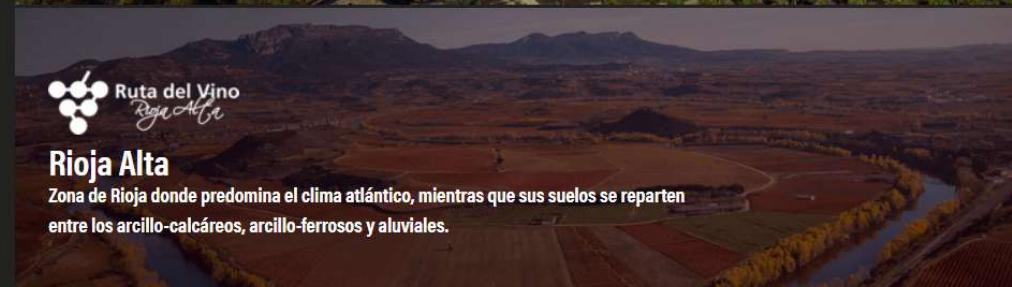 Ruta del Vino
Rioja Alta
Rioja Alta
Zona de Rioja donde predomina el clima atlántico, mientras que sus suelos se reparten
entre los arcillo-calcáreos, arcillo-ferrosos y aluviales.